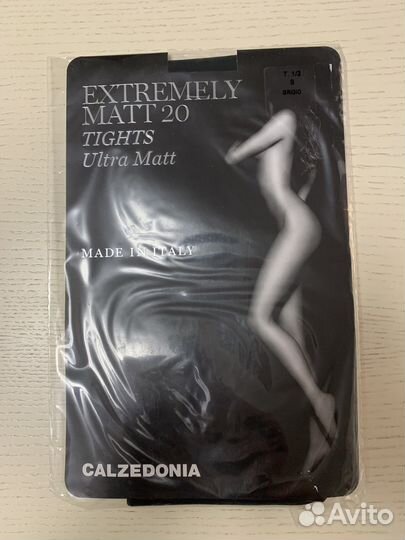 EXTREMELY
MATT 20
TIGHTS
Ultra Matt
T. 1/2
S
GRIGIO
MADE IN ITALY
CALZEDONIA
Avito